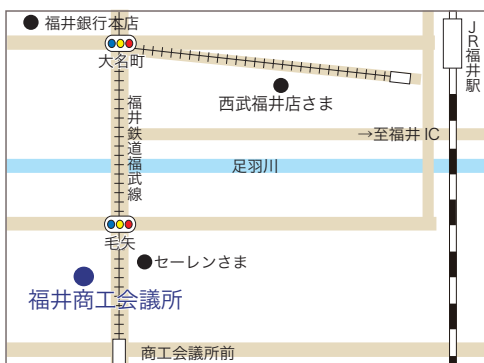 福井銀行本店
大名町
JR福井駅
西武福井店さま
福井鉄道福武線
→至福井 IC
足羽川
毛矢
セーレンさま
福井商工会議所
商工会議所前